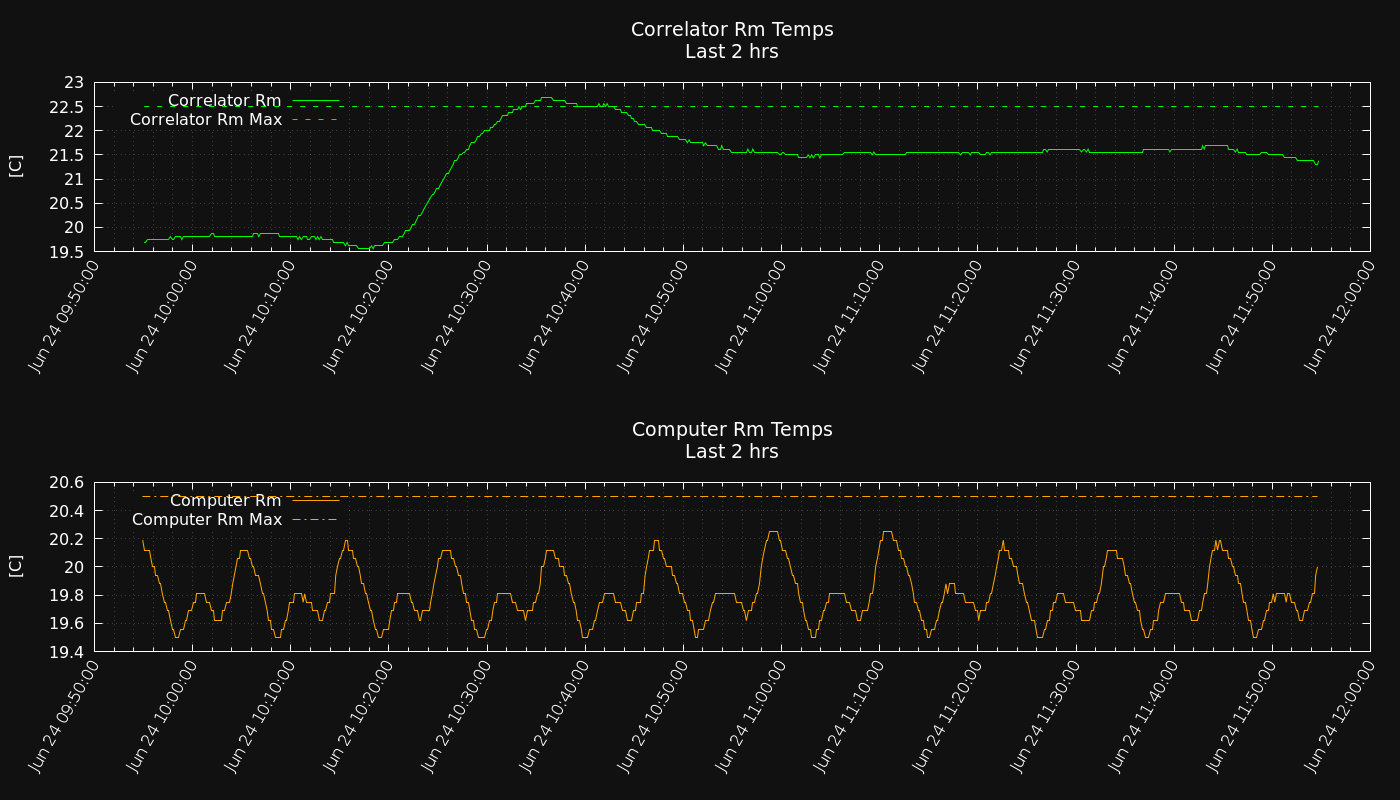 Correlator Rm Temps
Last 2 hrs
23
22.5
22
21.5
21
20.5
20
19.5
[C]
Correlator Rm
Correlator Rm Max
Jun 24 09:50:00
Jun 24 10:00:00
Jun 24 10:10:00
Jun 24 10:20:00
Jun 24 10:30:00
Jun 24 10:40:00
Jun 24 10:50:00
Jun 24 11:00:00
Jun 24 11:10:00
Jun 24 11:20:00
Jun 24 11:30:00
Jun 24 11:40:00
Jun 24 11:50:00
Jun 24 12:00:00
Computer Rm Temps
Last 2 hrs
20.6
20.4
20.2
20
19.8
19.6
19.4
[C]
Computer Rm
Computer Rm Max
Jun 24 09:50:00
Jun 24 10:00:00
Jun 24 10:10:00
Jun 24 10:20:00
Jun 24 10:30:00
Jun 24 10:40:00
Jun 24 10:50:00
Jun 24 11:00:00
Jun 24 11:10:00
Jun 24 11:20:00
Jun 24 11:30:00
Jun 24 11:40:00
Jun 24 11:50:00
Jun 24 12:00:00